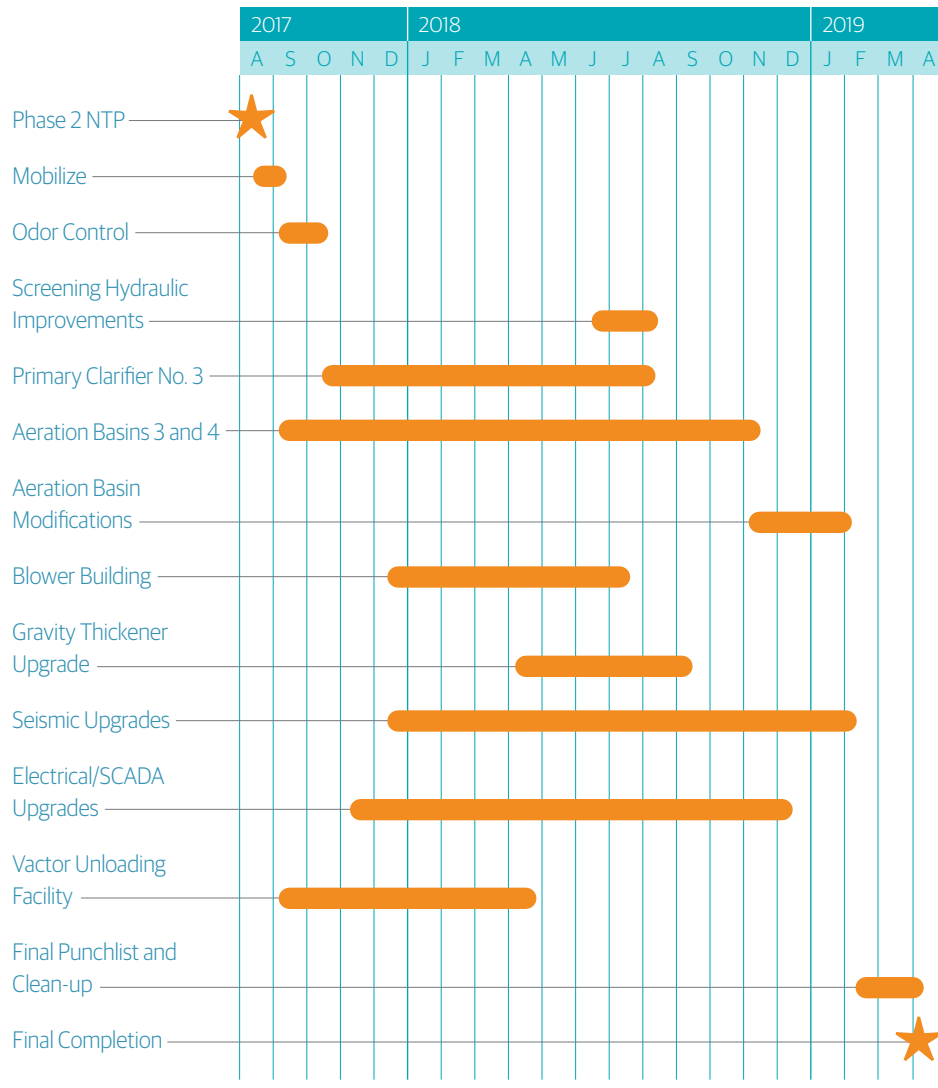 2017 2018 2019
A S O N D J F M A M J J A S O N D J F M A
Phase 2 NTP
Mobilize
Odor Control
Screening Hydraulic
Improvements
Primary Clarifier No. 3
Aeration Basins 3 and 4
Aeration Basin
Modifications
Blower Building
Gravity Thickener
Upgrade
Seismic Upgrades
Electrical/SCADA
Upgrades
Vactor Unloading
Facility
Final Punchlist and
Clean-up
Final Completion